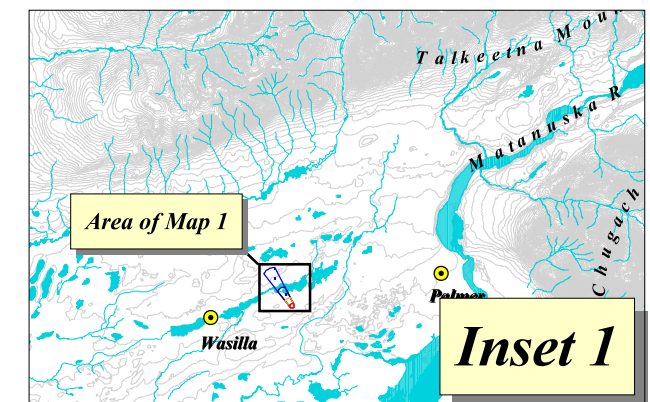 Talkeetna Mou
Matanuska R
Chugach
Area of Map 1
Palmer
Wasilla
Inset 1